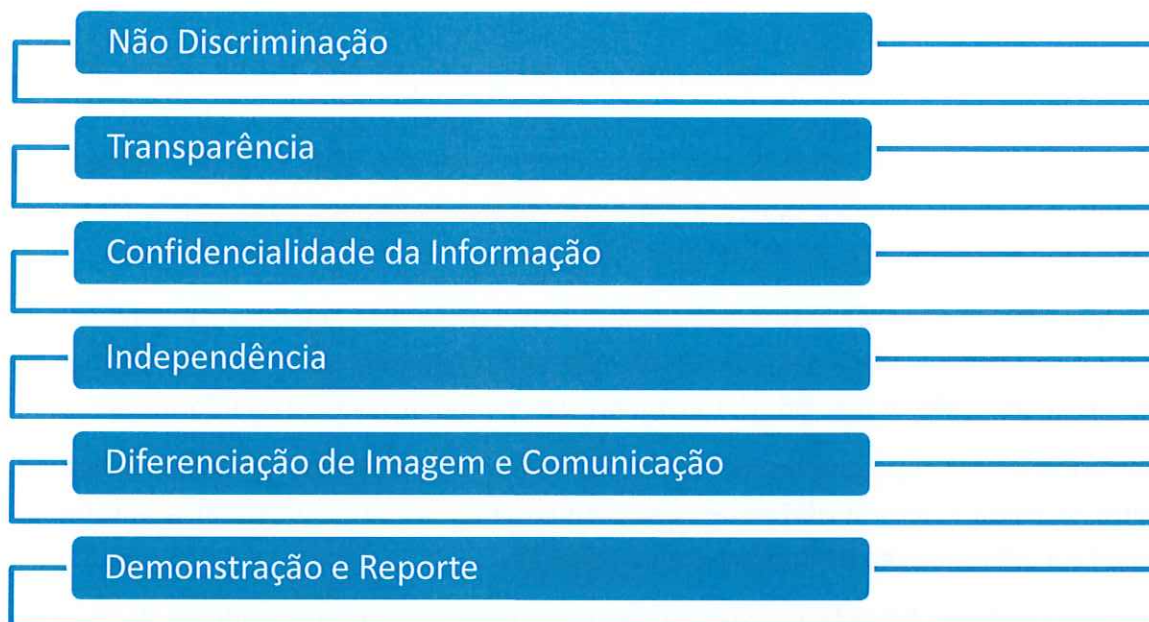 Não Discriminação
Transparência
Confidencialidade da Informação
Independência
Diferenciação de Imagem e Comunicação
Demonstração e Reporte